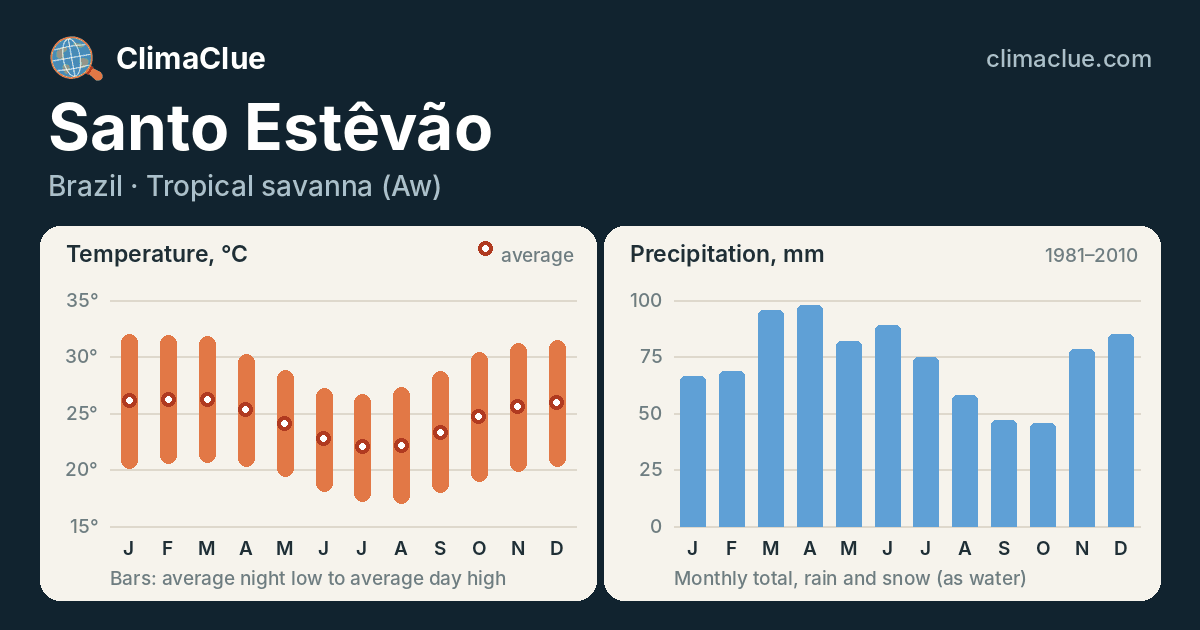 ClimaClue
climaclue.com
Santo Estêvão
Brazil · Tropical savanna (Aw)
Temperature, °C
average
35°
30°
25°
20°
15°
J F M A M J J A S O N D
Bars: average night low to average day high
Precipitation, mm
1981–2010
100
75
50
25
0
J F M A M J J A S O N D
Monthly total, rain and snow (as water)